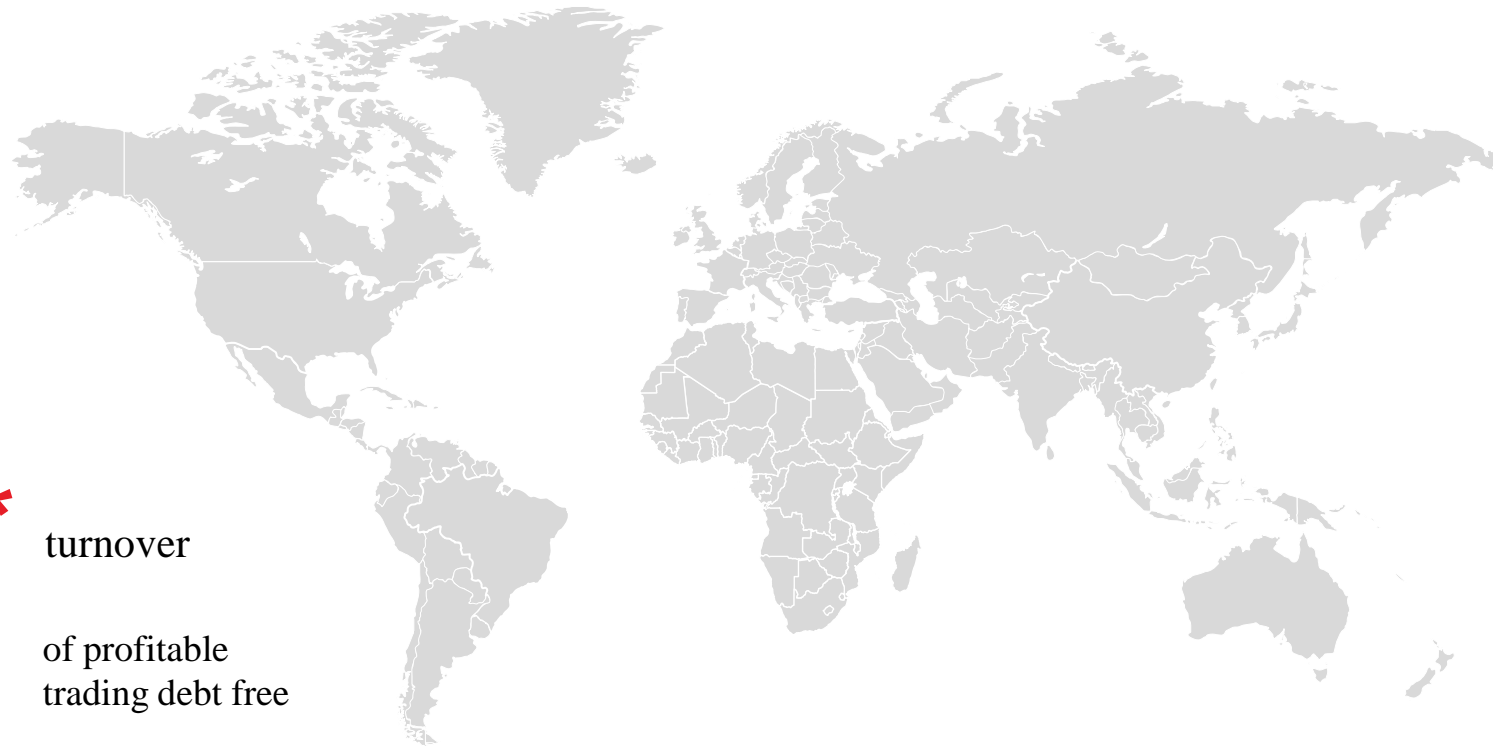 *
turnover
of profitable
trading debt free